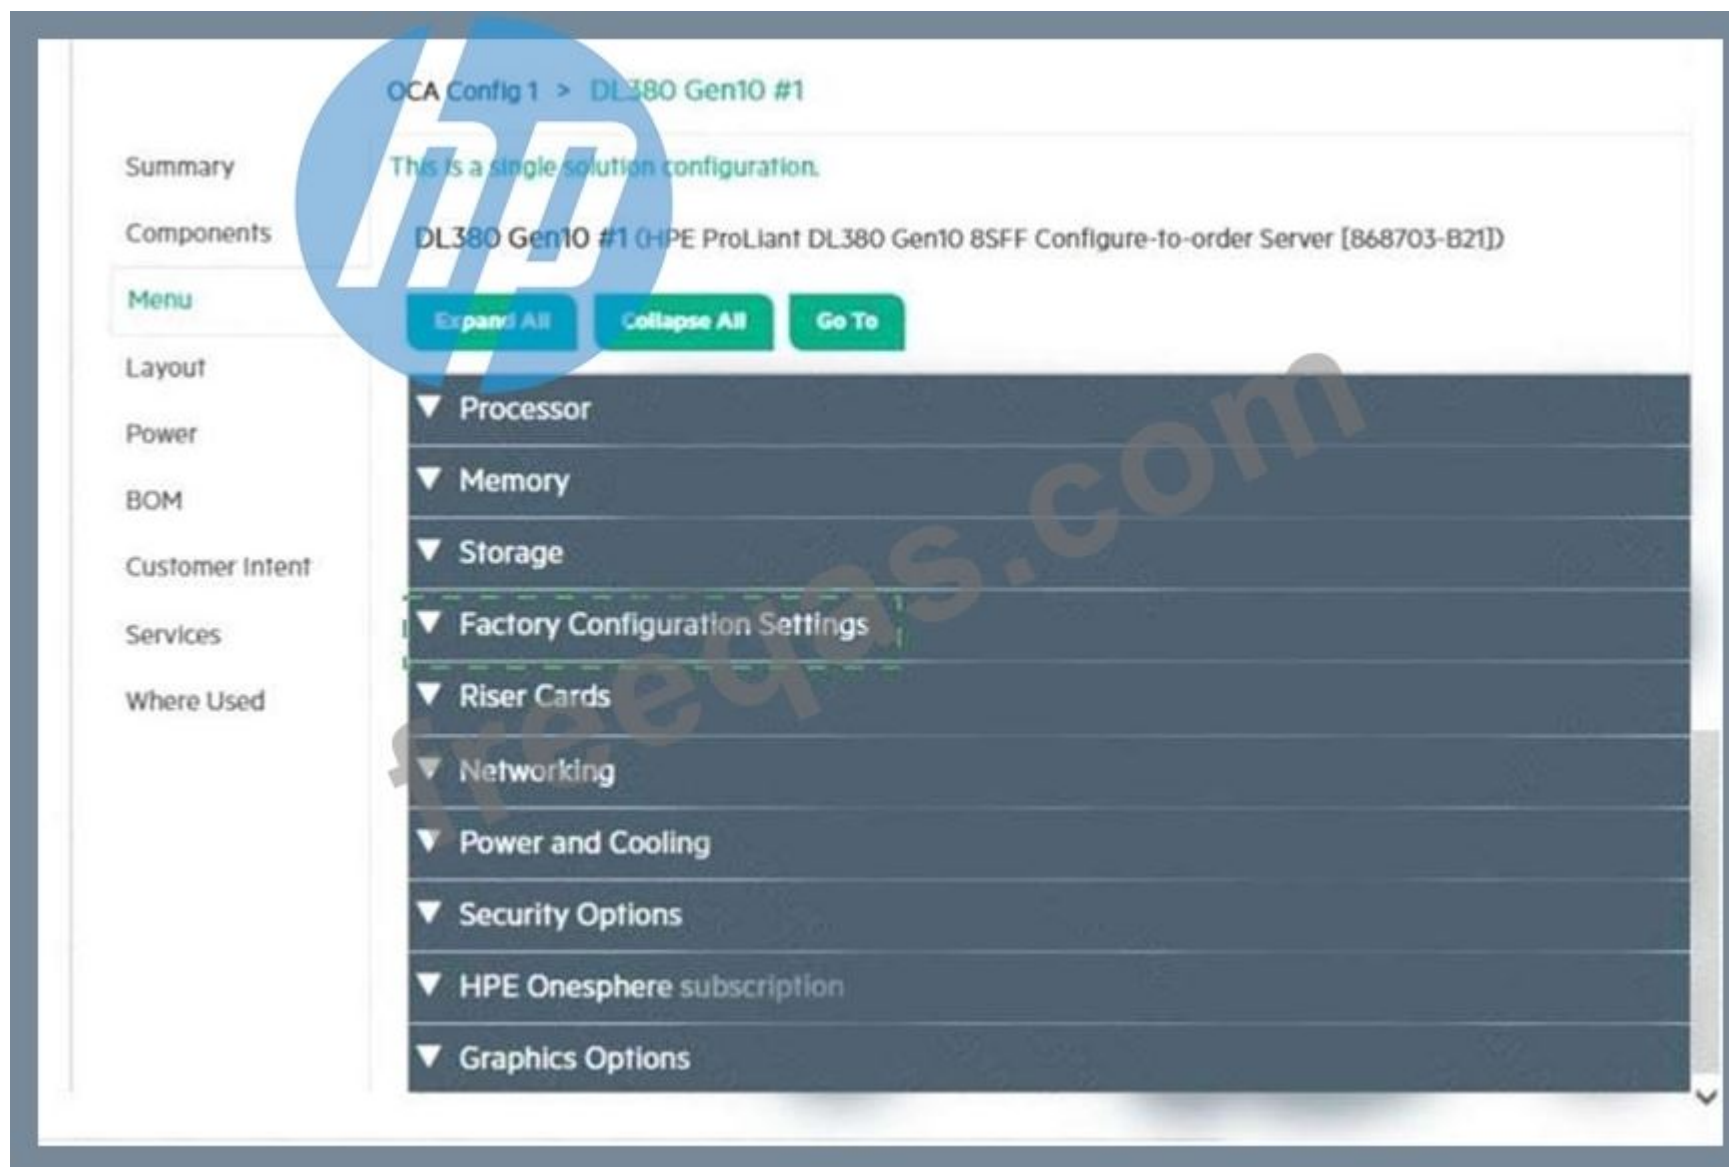 hp
OCA Config 1 > DL380 Gen10 #1
Summary
This is a single solution configuration.
Components
DL380 Gen10 #1 (HPE ProLiant DL380 Gen10 8SFF Configure-to-order Server [868703-B21])
Menu
Expand All Collapse All Go To
Layout
Processor
Power
Memory
BOM
Storage
Customer Intent
Factory Configuration Settings
Services
Riser Cards
Where Used
Networking
Power and Cooling
Security Options
HPE Onesphere subscription
Graphics Options
freeqas.com